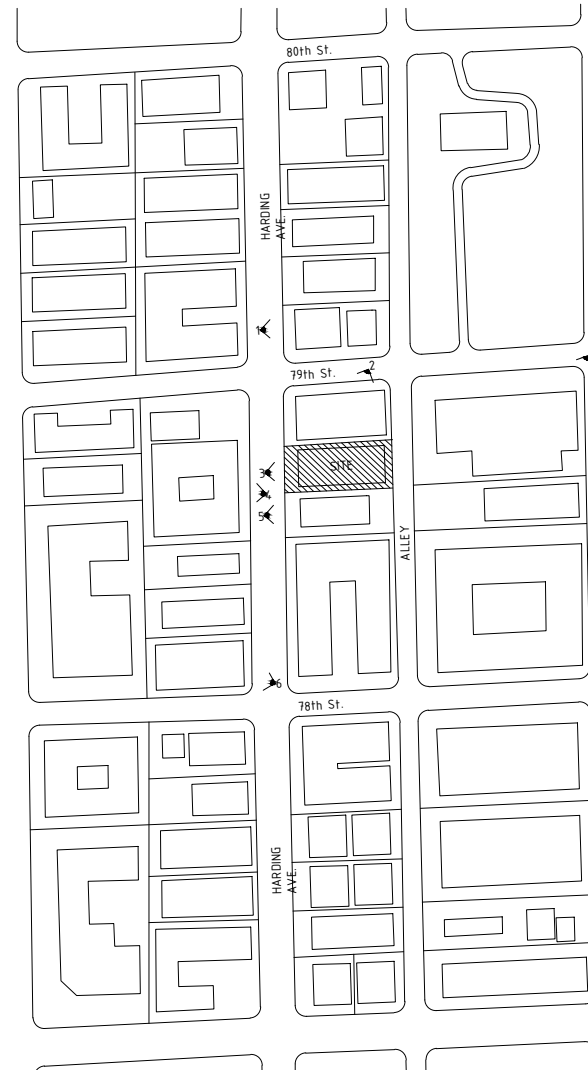 80th St.
HARDING
AVE.
1
79th St.
2
3
SITE
4
5
ALLEY
6
78th St.
HARDING
AVE.